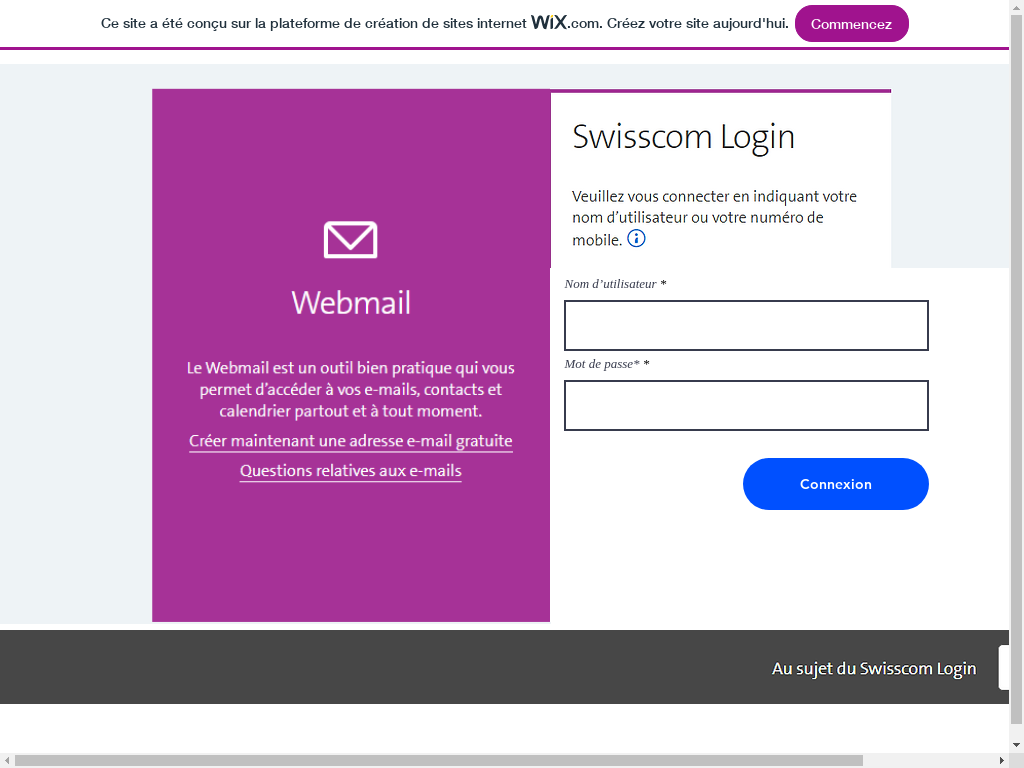 Ce site a été conçu sur la plateforme de création de sites internet WiX.com. Créez votre site aujourd'hui. Commencez
Swisscom Login
Veuillez vous connecter en indiquant votre
nom d’utilisateur ou votre numéro de
mobile.
Webmail
Le Webmail est un outil bien pratique qui vous
permet d’accéder à vos e-mails, contacts et
calendrier partout et à tout moment.
Créer maintenant une adresse e-mail gratuite
Questions relatives aux e-mails
Nom d’utilisateur *
Mot de passe* *
Connexion
Au sujet du Swisscom Login